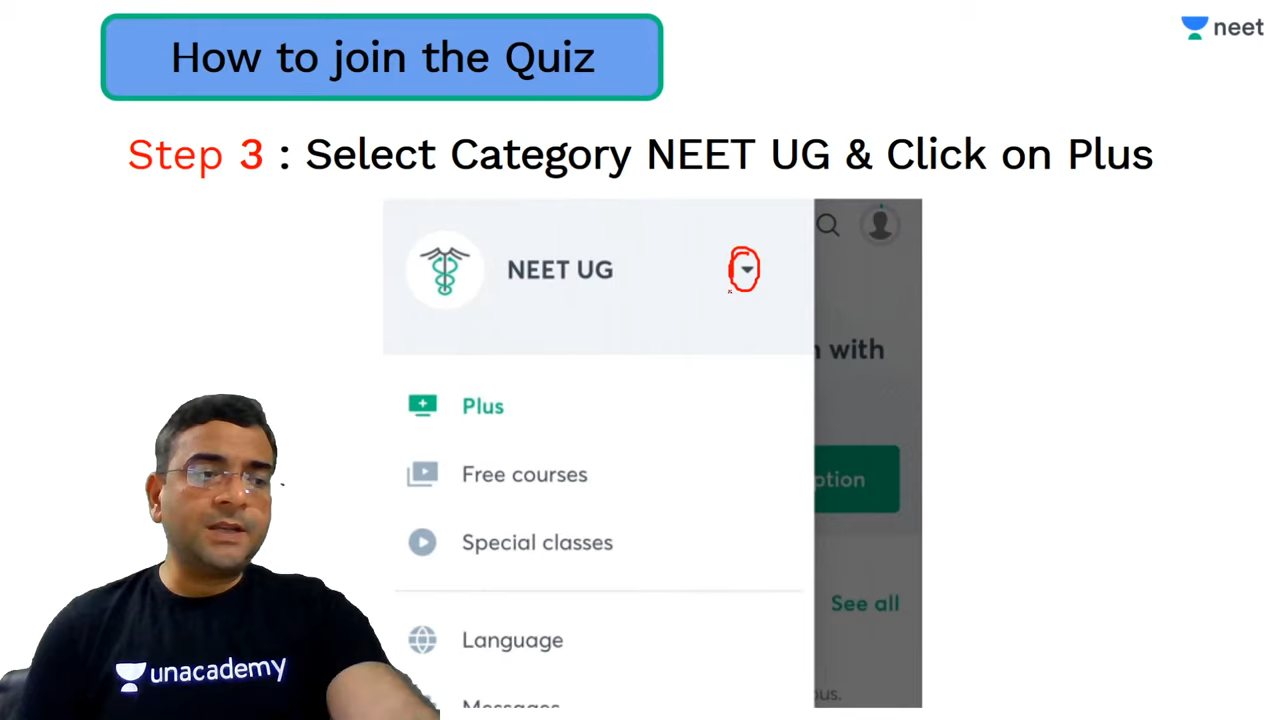 How to join the Quiz
neet
Step 3 : Select Category NEET UG & Click on Plus
NEET UG
with
Plus
Free courses
Special classes
See all
Language
Messages
unacademy